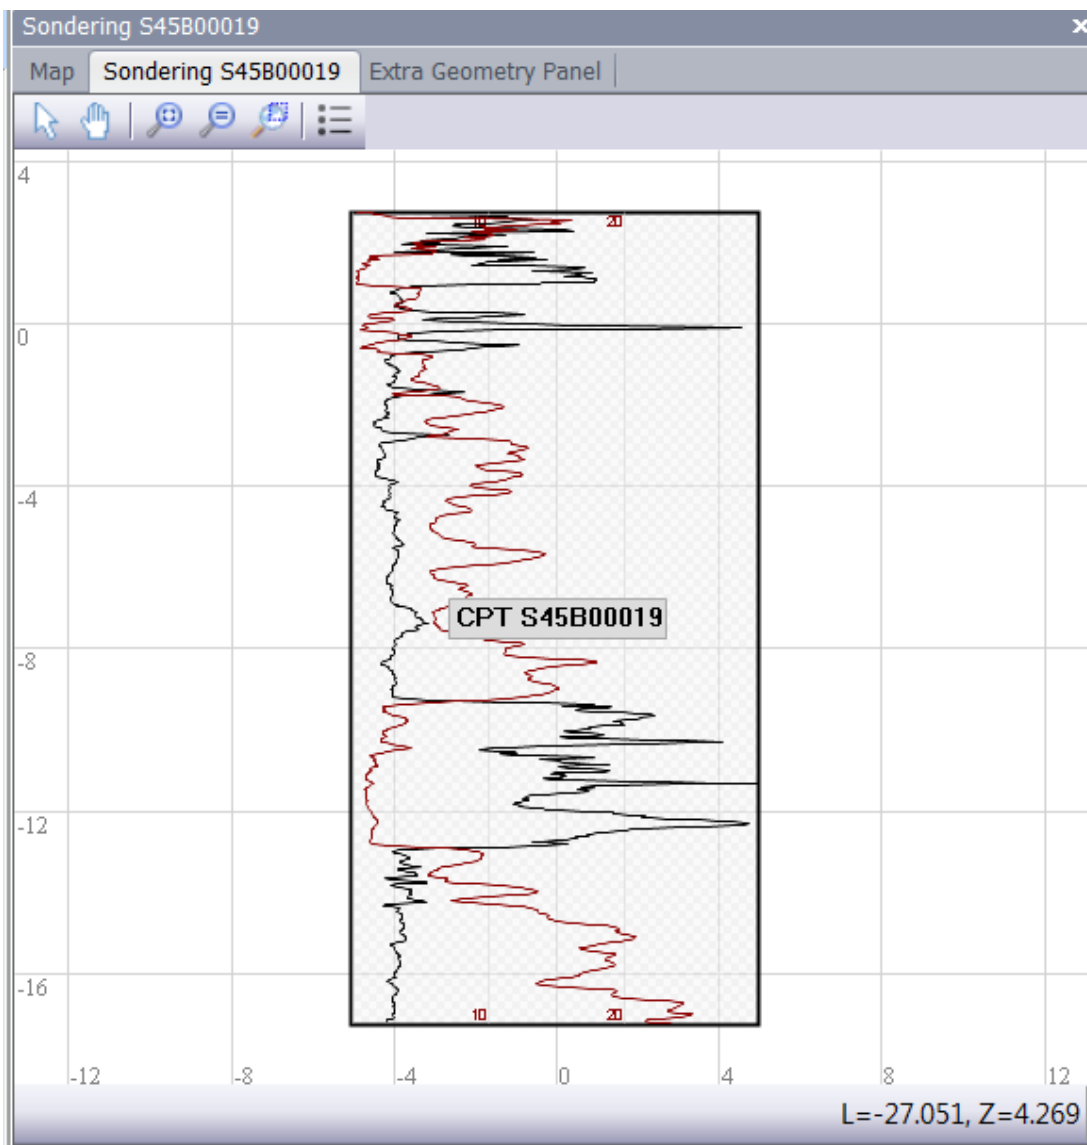 Sondering S45B00019 x
Map Sondering S45B00019 Extra Geometry Panel
4
10 20
0
-4
CPT S45B00019
-8
-12
-16
10 20
-12 -8 -4 0 4 8 12
L=-27.051, Z=4.269